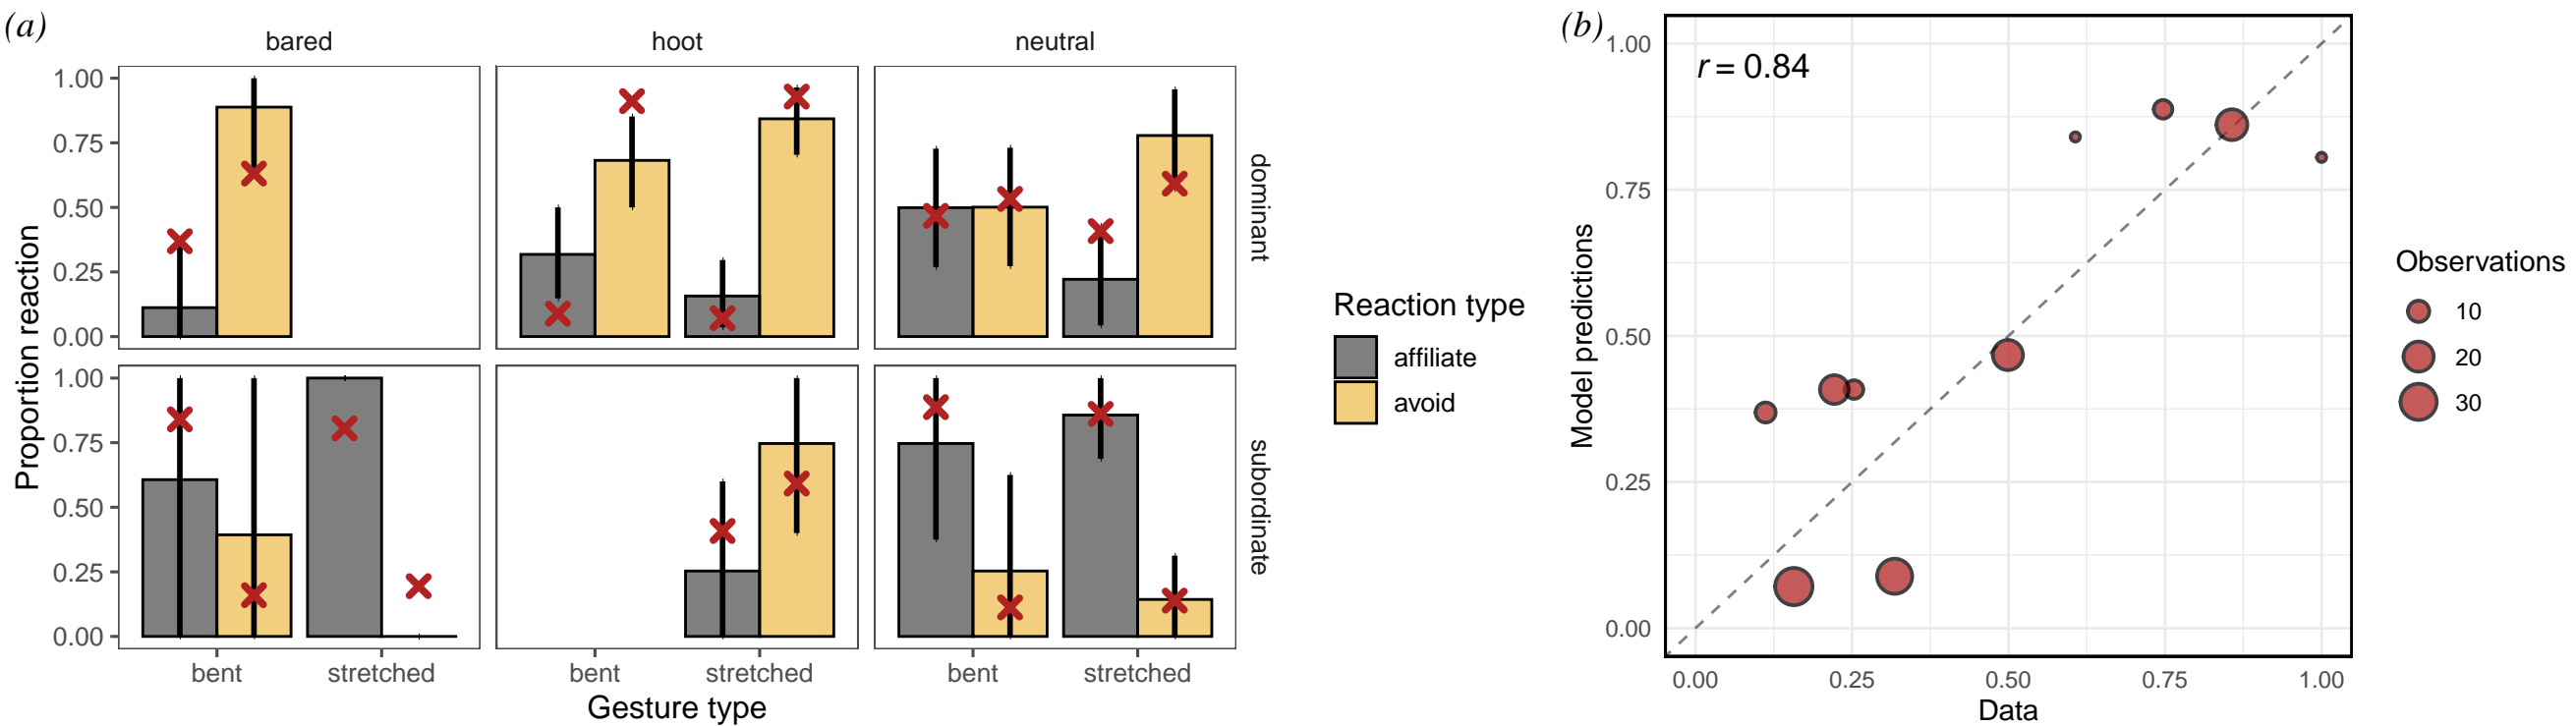 (a)
bared hoot neutral
Proportion reaction
1.00
0.75
0.50
0.25
0.00
dominant
1.00
0.75
0.50
0.25
0.00
subordinate
bent stretched bent stretched bent stretched
Gesture type
Reaction type
affiliate
avoid
(b)
r = 0.84
Model predictions
1.00
0.75
0.50
0.25
0.00
0.00 0.25 0.50 0.75 1.00
Data
Observations
10
20
30